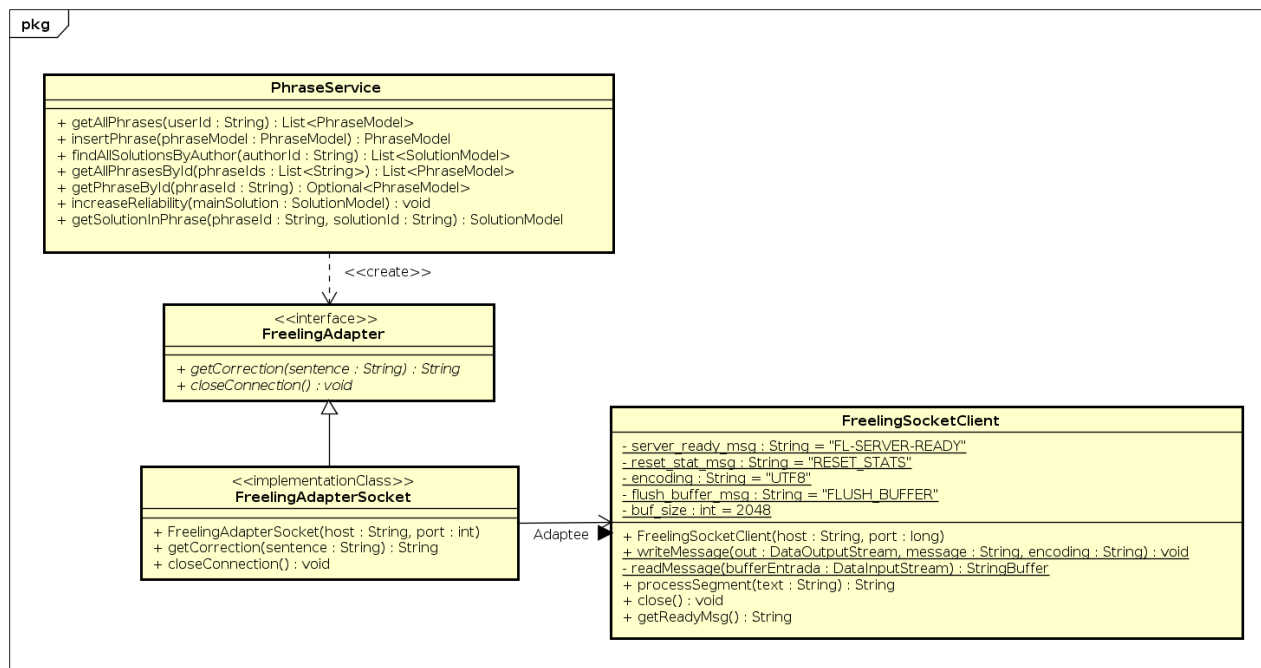 pkg
PhraseService
+ getAllPhrases(userId : String) : List<PhraseModel>
+ insertPhrase(phraseModel : PhraseModel) : PhraseModel
+ findAllSolutionsByAuthor(authorId : String) : List<SolutionModel>
+ getAllPhrasesById(phraseIds : List<String>) : List<PhraseModel>
+ getPhraseById(phraseId : String) : Optional<PhraseModel>
+ increaseReliability(mainSolution : SolutionModel) : void
+ getSolutionInPhrase(phraseId : String, solutionId : String) : SolutionModel
<<create>>
<<interface>>
FreelingAdapter
+ getCorrection(sentence : String) : String
+ closeConnection() : void
<<implementationClass>>
FreelingAdapterSocket
+ FreelingAdapterSocket(host : String, port : int)
+ getCorrection(sentence : String) : String
+ closeConnection() : void
Adaptee
FreelingSocketClient
- server_ready_msg : String = "FL-SERVER-READY"
- reset_stat_msg : String = "RESET_STATS"
- encoding : String = "UTF8"
- flush_buffer_msg : String = "FLUSH_BUFFER"
- buf_size : int = 2048
+ FreelingSocketClient(host : String, port : long)
+ writeMessage(out : DataOutputStream, message : String, encoding : String) : void
- readMessage(bufferEntrada : DataInputStream) : StringBuffer
+ processSegment(text : String) : String
+ close() : void
+ getReadyMsg() : String